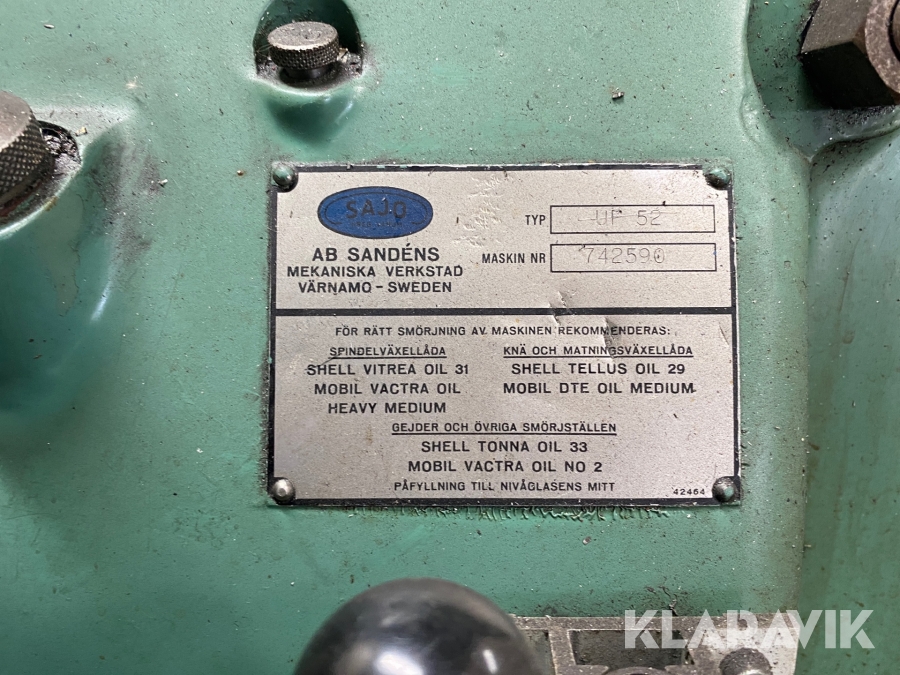 SAJO
TYP UF 52
AB SANDÉNS
MEKANISKA VERKSTAD
VÄRNAMO - SWEDEN
MASKIN NR 742590
FÖR RÄTT SMÖRJNING AV MASKINEN REKOMMENDERAS:
SPINDELVÄXELLÅDA
SHELL VITREA OIL 31
MOBIL VACTRA OIL
HEAVY MEDIUM
KNÄ OCH MATNINGSVÄXELLÅDA
SHELL TELLUS OIL 29
MOBIL DTE OIL MEDIUM
GEJDER OCH ÖVRIGA SMÖRJSTÄLLEN
SHELL TONNA OIL 33
MOBIL VACTRA OIL NO 2
PÅFYLLNING TILL NIVÅGLASENS MITT
42464
KLARAVIK